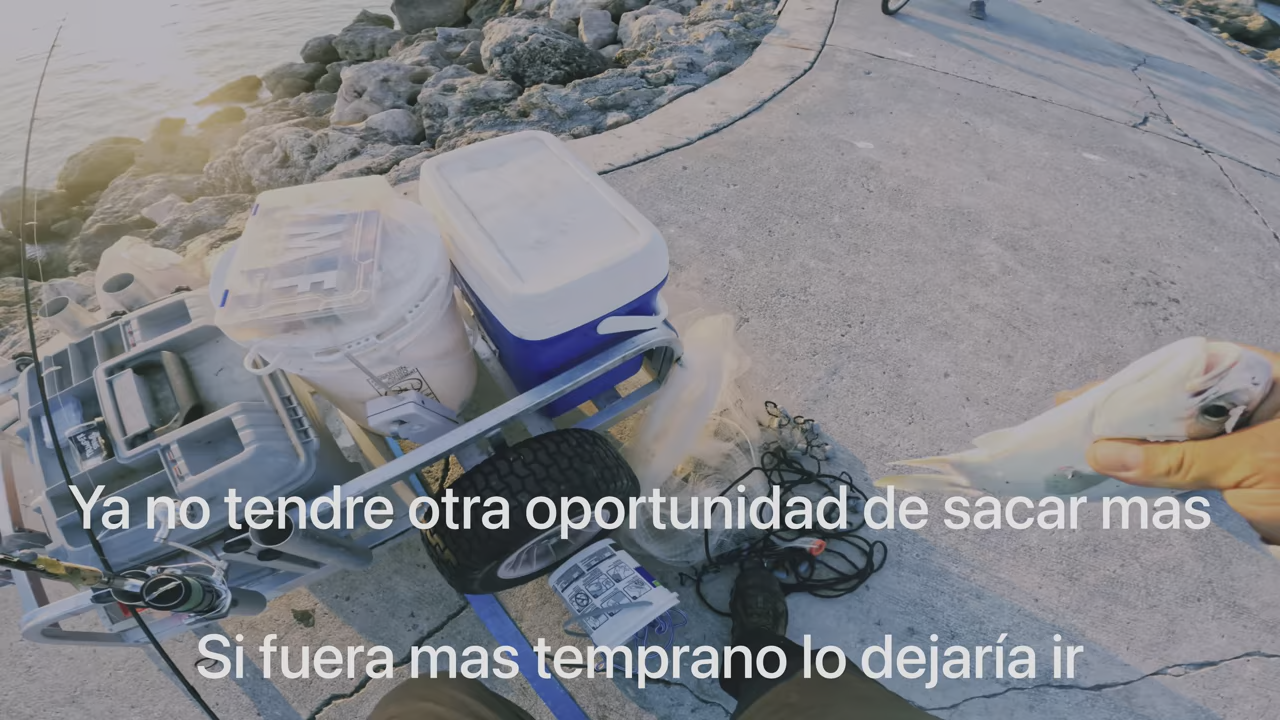 Ya no tendre otra oportunidad de sacar mas
Si fuera mas temprano lo dejaría ir